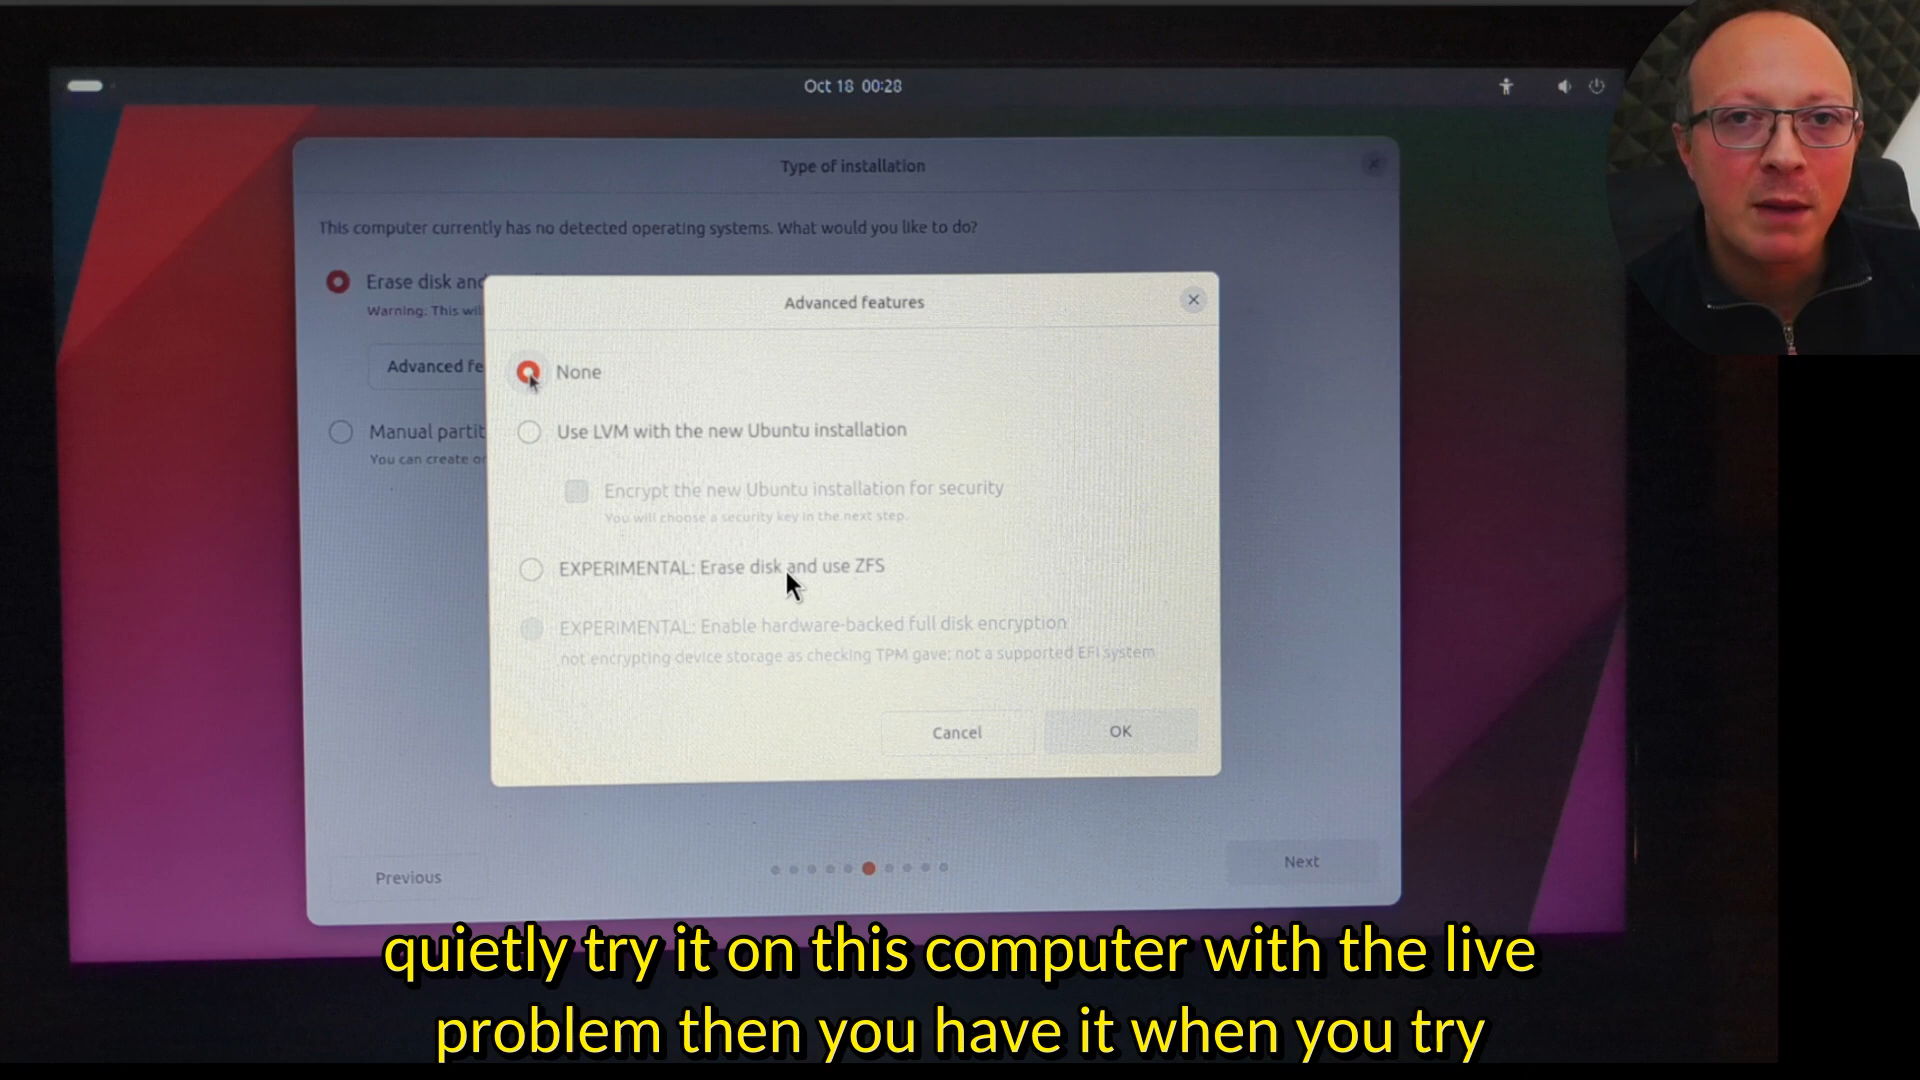 Oct 18 00:28
Type of installation
This computer currently has no detected operating systems. What would you like to do?
Erase disk and
Warning: This wil
Advanced fe
Manual partit
You can create or
Advanced features
None
Use LVM with the new Ubuntu installation
Encrypt the new Ubuntu installation for security
You will choose a security key in the next step.
EXPERIMENTAL: Erase disk and use ZFS
EXPERIMENTAL: Enable hardware-backed full disk encryption
not encrypting device storage as checking TPM gave: not a supported EFI system
Cancel
OK
Previous
Next
quietly try it on this computer with the live
problem then you have it when you try